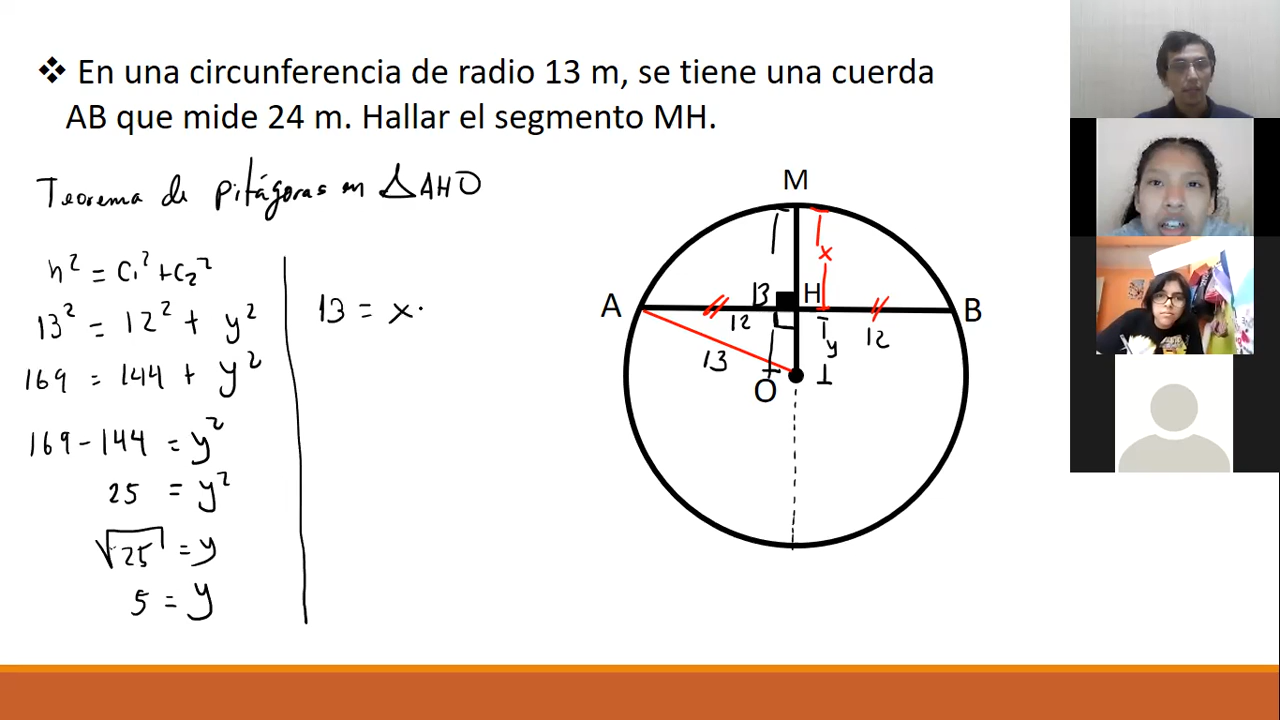 ❖ En una circunferencia de radio 13 m, se tiene una cuerda
AB que mide 24 m. Hallar el segmento MH.
Teorema de pitágoras en △AHO
h² = C₁² + C₂²
13² = 12² + y²
169 = 144 + y²
169 - 144 = y²
25 = y²
√25 = y
5 = y
13 = x
M
x
A
13
H
B
12
y
12
13
O